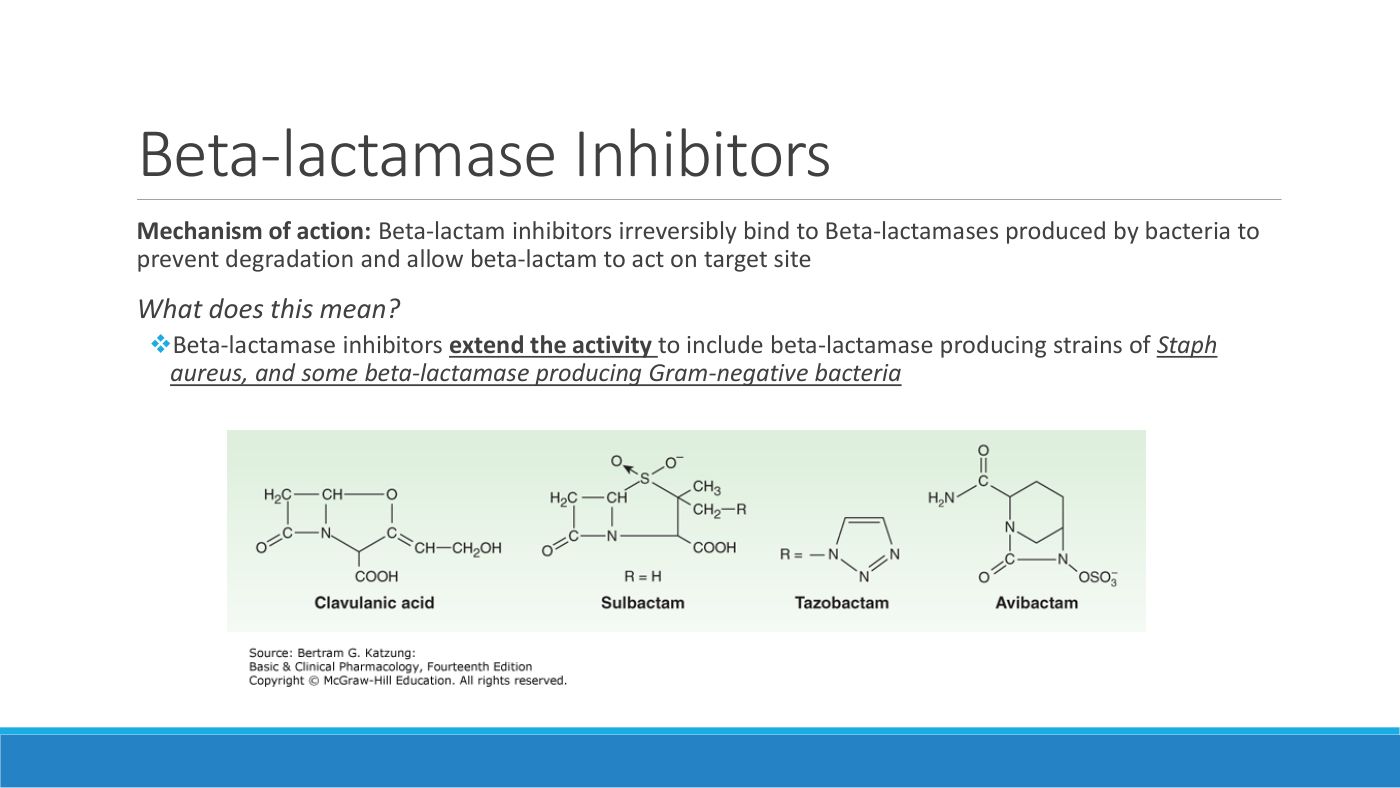 Beta-lactamase Inhibitors
Mechanism of action: Beta-lactam inhibitors irreversibly bind to Beta-lactamases produced by bacteria to
prevent degradation and allow beta-lactam to act on target site
What does this mean?
❖Beta-lactamase inhibitors extend the activity to include beta-lactamase producing strains of Staph
aureus, and some beta-lactamase producing Gram-negative bacteria
H₂C CH O
C N C
O CH CH₂OH
COOH
Clavulanic acid
O O⁻
S
H₂C CH CH₃
CH₂—R
C N
O COOH
R = H
Sulbactam
R = —N N
N
Tazobactam
O
C
H₂N
N
C N
O OSO₃⁻
Avibactam
Source: Bertram G. Katzung:
Basic & Clinical Pharmacology, Fourteenth Edition
Copyright © McGraw-Hill Education. All rights reserved.